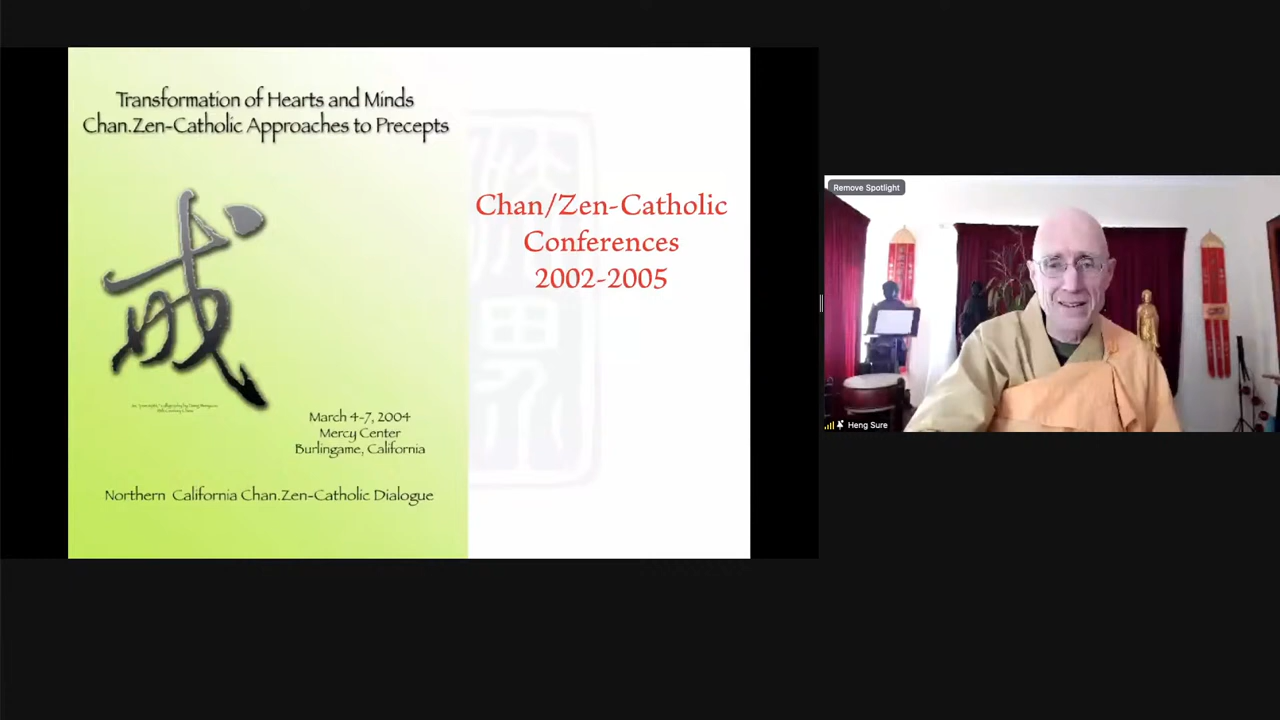 Transformation of Hearts and Minds
Chan.Zen-Catholic Approaches to Precepts
戒
March 4-7, 2004
Mercy Center
Burlingame, California
Northern California Chan.Zen-Catholic Dialogue
Chan/Zen-Catholic
Conferences
2002-2005
Remove Spotlight
Heng Sure